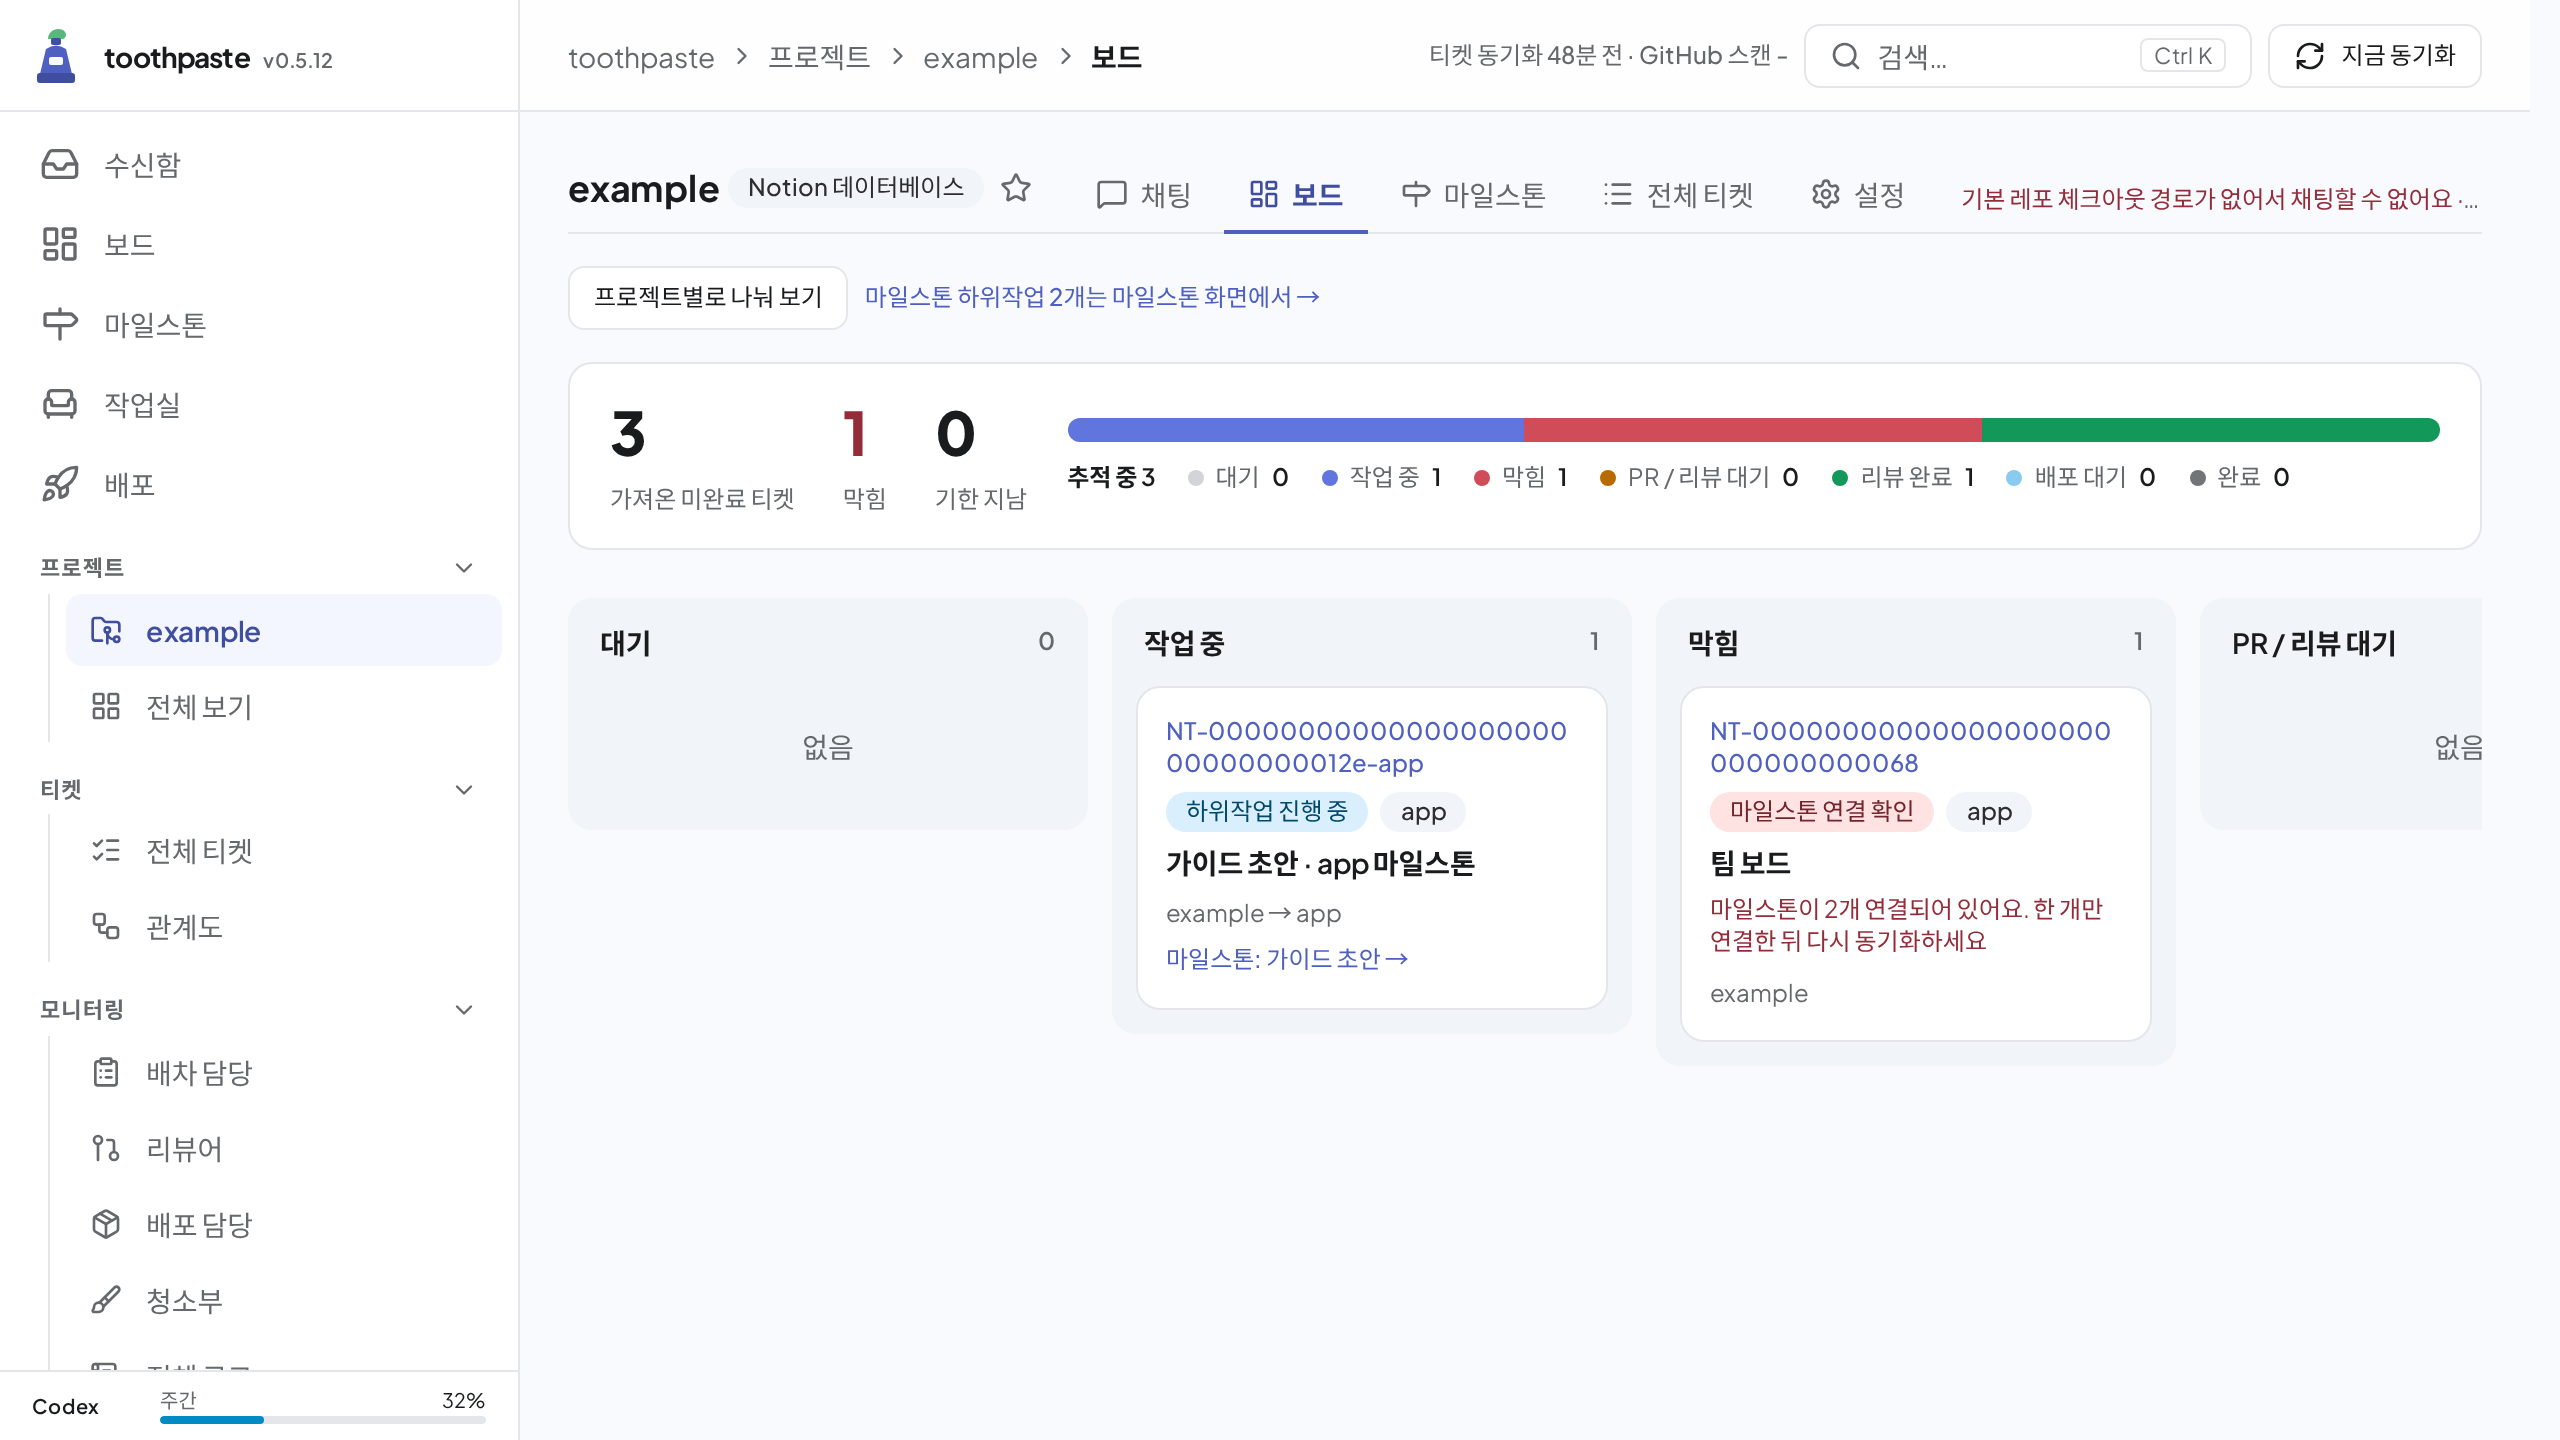 toothpaste v0.5.12
수신함
보드
마일스톤
작업실
배포
프로젝트
example
전체 보기
티켓
전체 티켓
관계도
모니터링
배차 담당
리뷰어
배포 담당
청소부
Codex 주간 32%
toothpaste > 프로젝트 > example > 보드
티켓 동기화 48분 전 · GitHub 스캔 -
검색... Ctrl K
지금 동기화
example Notion 데이터베이스
채팅 보드 마일스톤 전체 티켓 설정
기본 레포 체크아웃 경로가 없어서 채팅할 수 없어요 ·...
프로젝트별로 나눠 보기 마일스톤 하위작업 2개는 마일스톤 화면에서 →
3 1 0
가져온 미완료 티켓 막힘 기한 지남
추적 중 3 대기 0 작업 중 1 막힘 1 PR / 리뷰 대기 0 리뷰 완료 1 배포 대기 0 완료 0
대기 0
없음
작업 중 1
NT-00000000000000000000
00000000012e-app
하위작업 진행 중 app
가이드 초안 · app 마일스톤
example → app
마일스톤: 가이드 초안 →
막힘 1
NT-00000000000000000000
000000000068
마일스톤 연결 확인 app
팀 보드
마일스톤이 2개 연결되어 있어요. 한 개만
연결한 뒤 다시 동기화하세요
example
PR / 리뷰 대기
없음